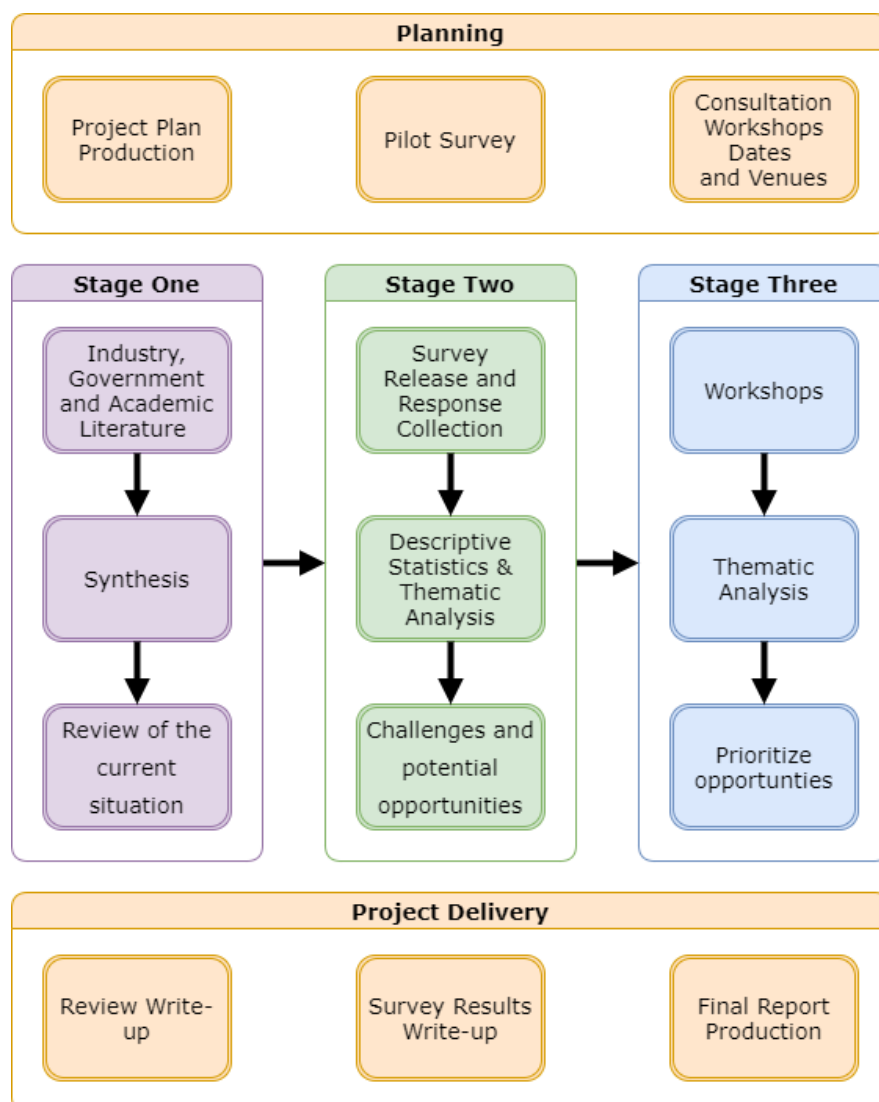 Planning
Project Plan
Production
Pilot Survey
Consultation
Workshops
Dates
and Venues
Stage One
Industry,
Government
and Academic
Literature
Synthesis
Review of the
current
situation
Stage Two
Survey
Release and
Response
Collection
Descriptive
Statistics &
Thematic
Analysis
Challenges and
potential
opportunities
Stage Three
Workshops
Thematic
Analysis
Prioritize
opportunties
Project Delivery
Review Write-
up
Survey Results
Write-up
Final Report
Production